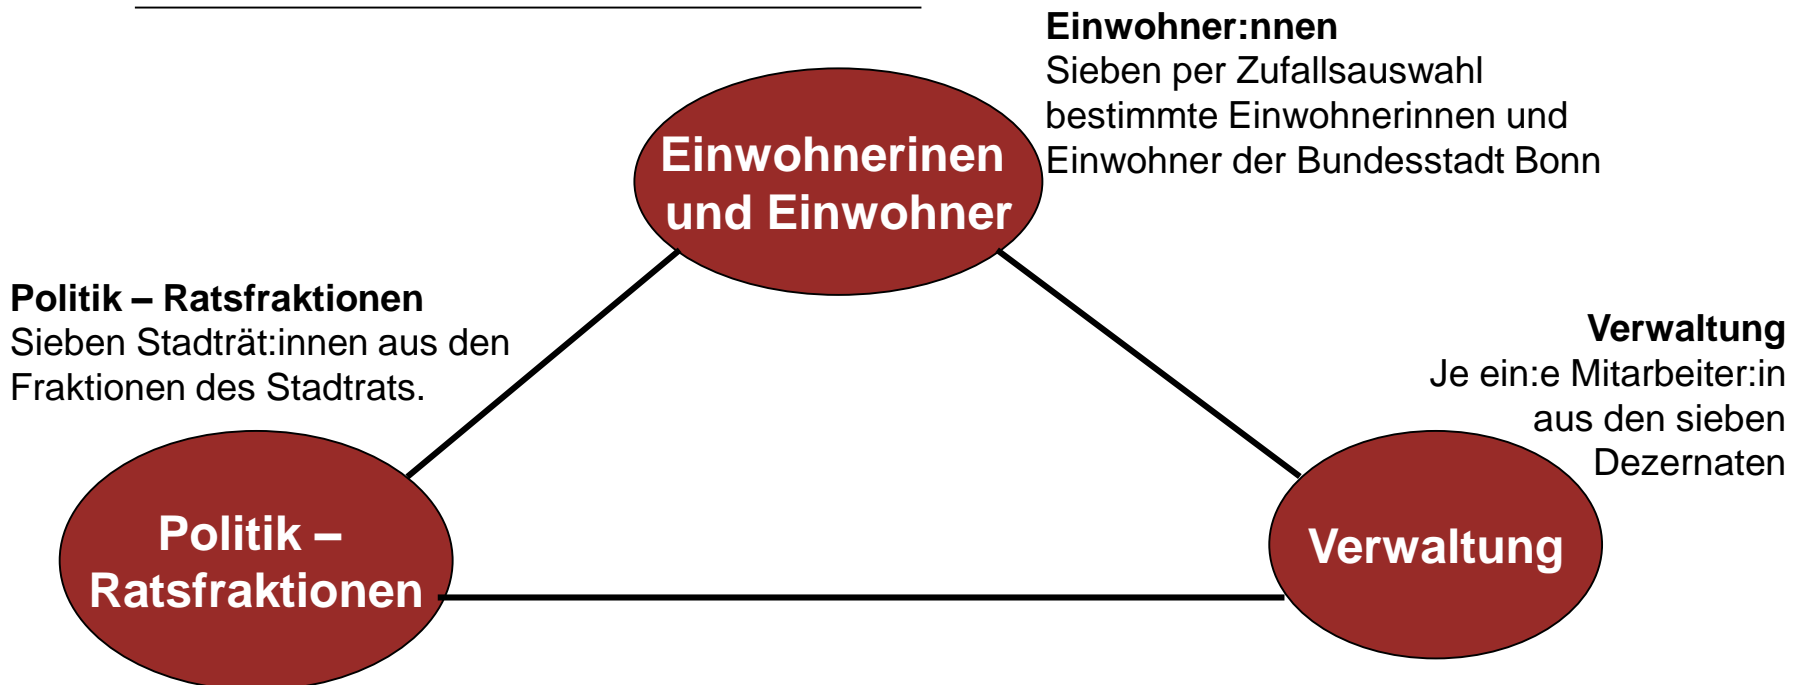 Einwohner:nnen
Sieben per Zufallsauswahl
bestimmte Einwohnerinnen und
Einwohner der Bundesstadt Bonn
Einwohnerinen
und Einwohner
Politik – Ratsfraktionen
Sieben Stadträt:innen aus den
Fraktionen des Stadtrats.
Verwaltung
Je ein:e Mitarbeiter:in
aus den sieben
Dezernaten
Politik –
Ratsfraktionen
Verwaltung